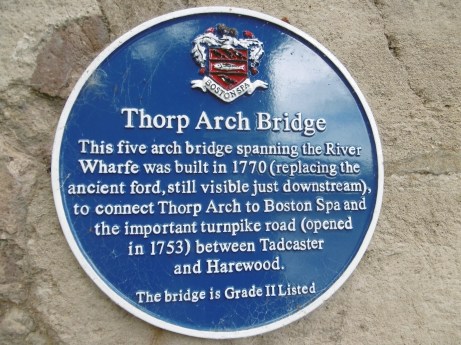 BOSTON SPA
Thorp Arch Bridge
This five arch bridge spanning the River
Wharfe was built in 1770 (replacing the
ancient ford, still visible just downstream),
to connect Thorp Arch to Boston Spa and
the important turnpike road (opened
in 1753) between Tadcaster
and Harewood.
The bridge is Grade II Listed